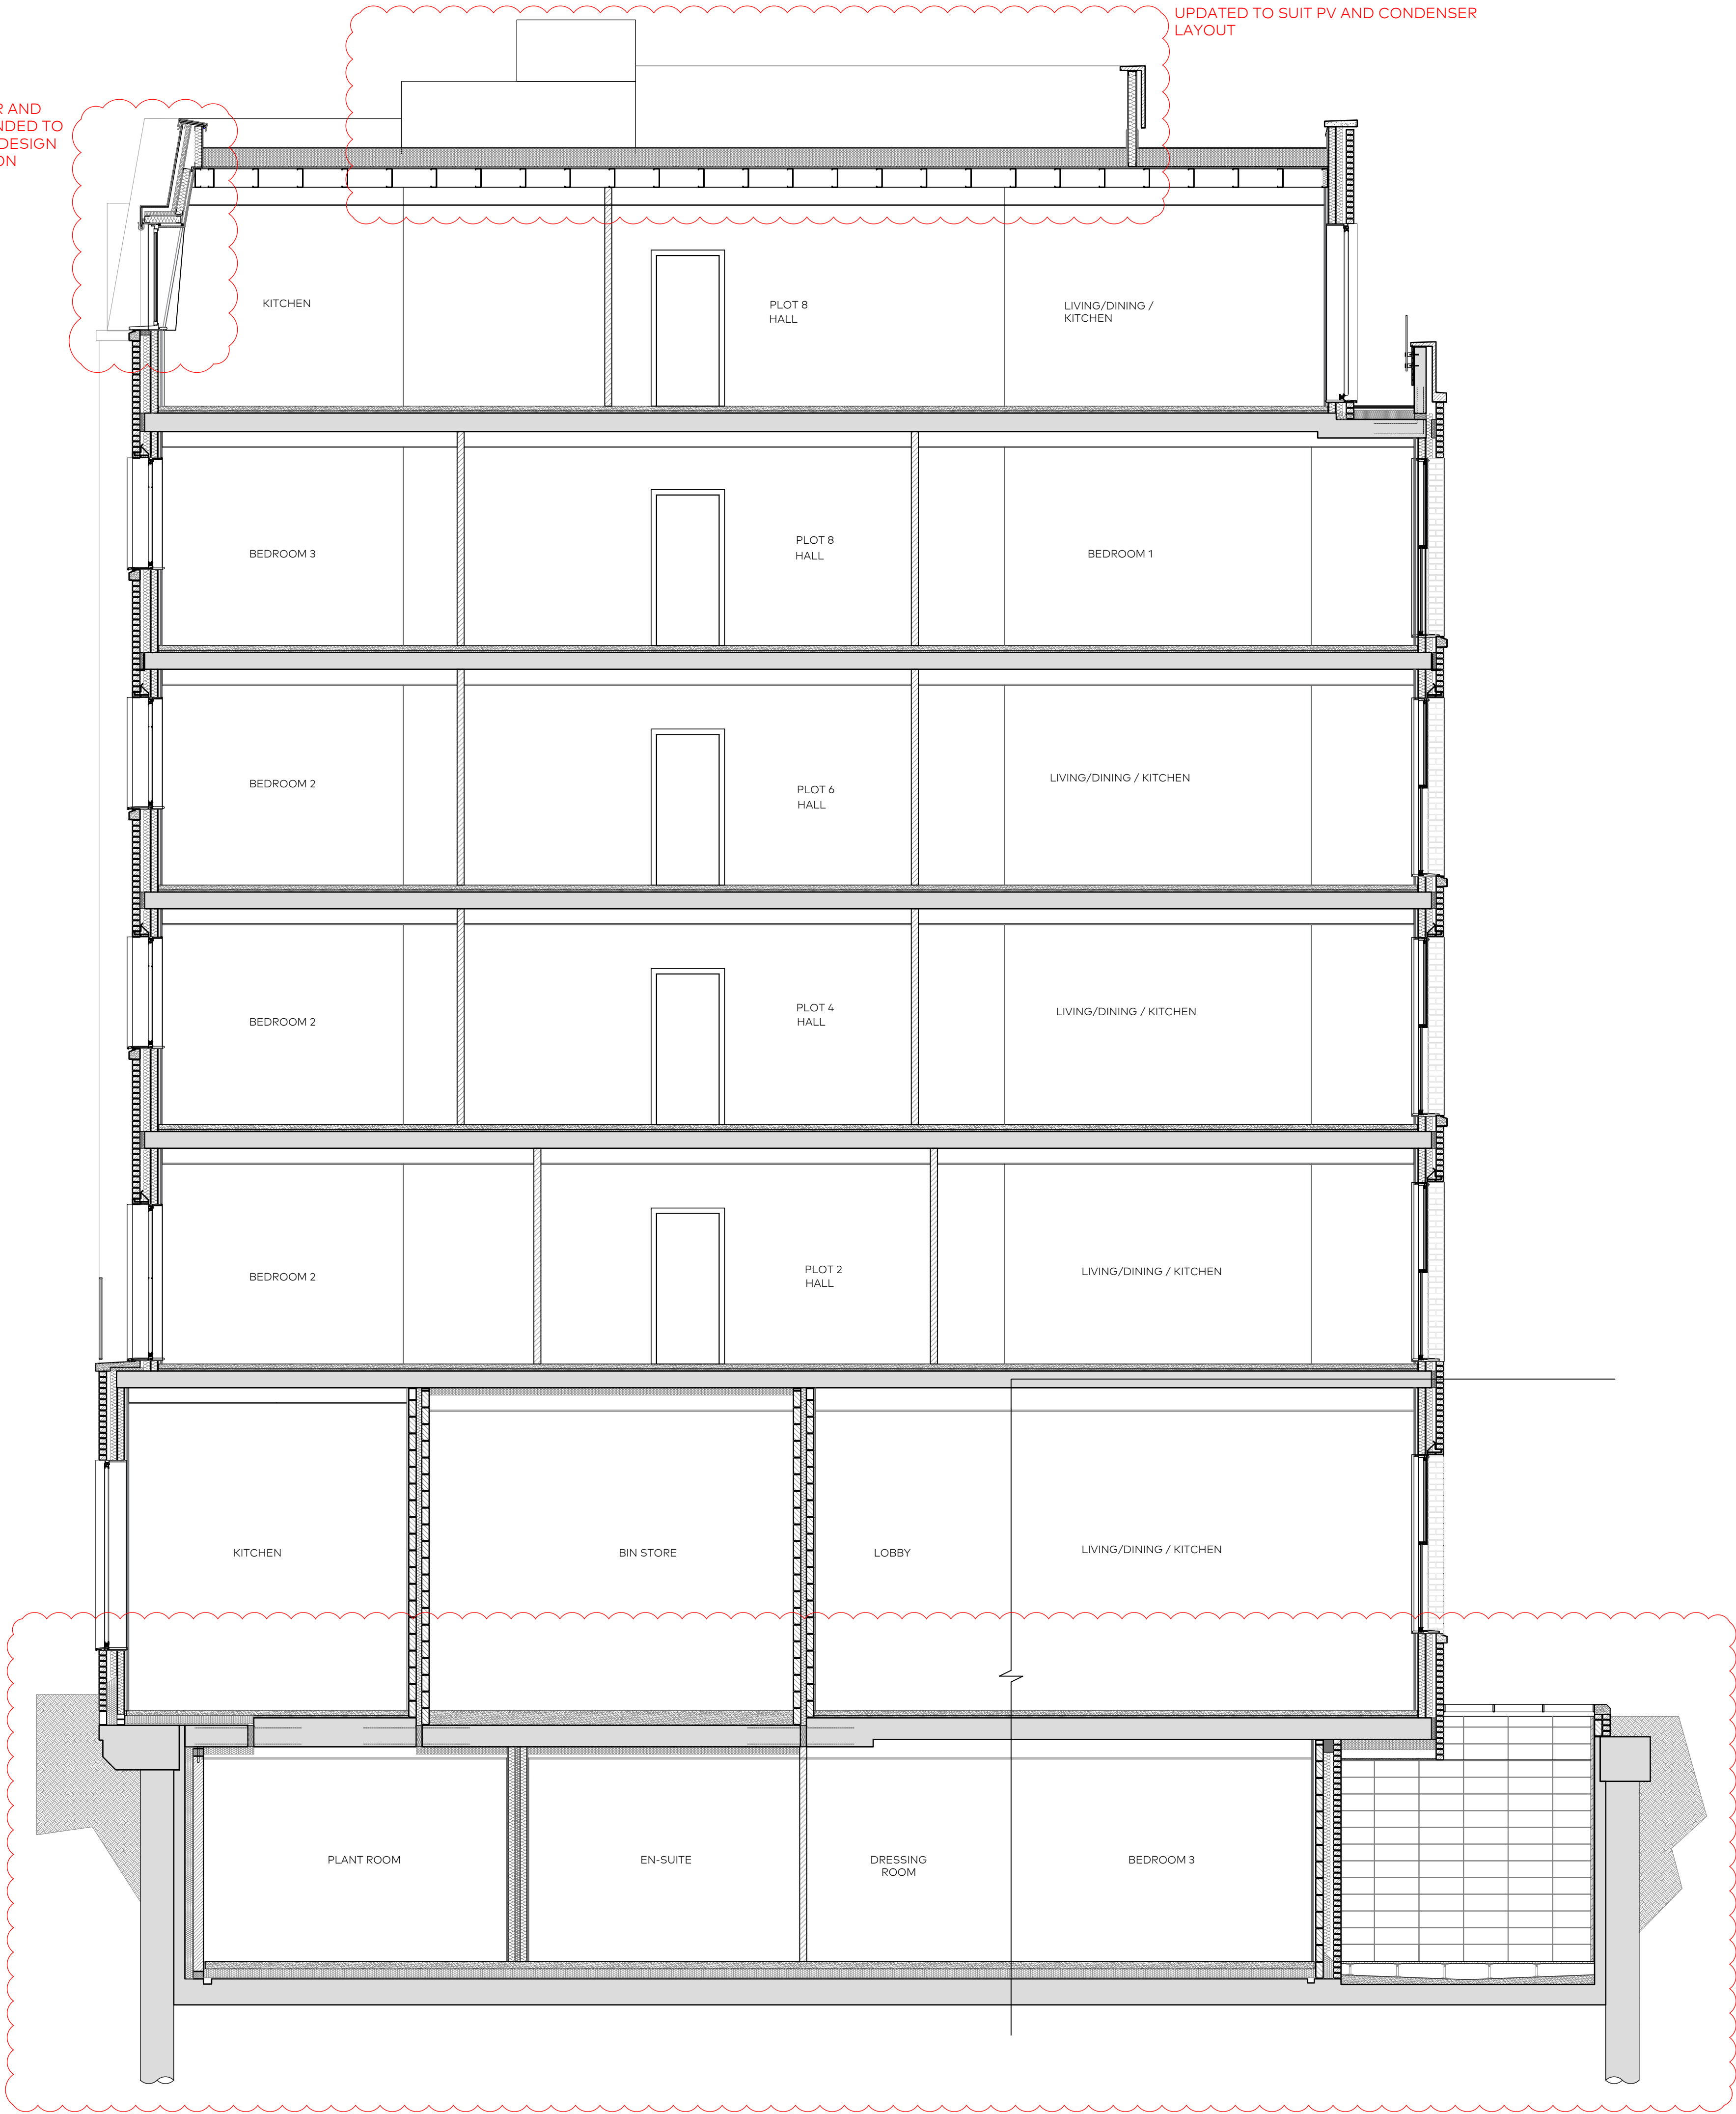 UPDATED TO SUIT PV AND CONDENSER
LAYOUT
AND
TO
DESIGN
KITCHEN
PLOT 8
HALL
LIVING/DINING /
KITCHEN
BEDROOM 3
PLOT 8
HALL
BEDROOM 1
BEDROOM 2
PLOT 6
HALL
LIVING/DINING / KITCHEN
BEDROOM 2
PLOT 4
HALL
LIVING/DINING / KITCHEN
BEDROOM 2
PLOT 2
HALL
LIVING/DINING / KITCHEN
KITCHEN
BIN STORE
LOBBY
LIVING/DINING / KITCHEN
PLANT ROOM
EN-SUITE
DRESSING
ROOM
BEDROOM 3